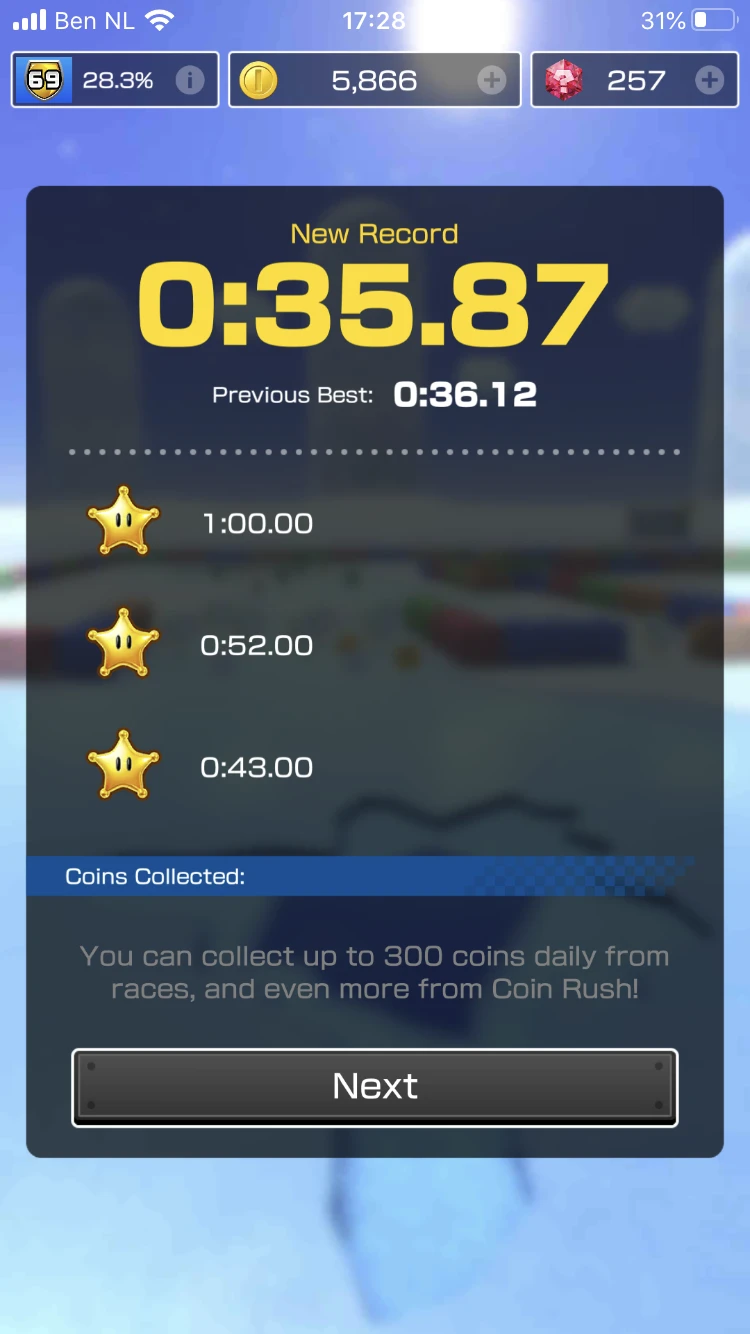 Ben NL 17:28 31%
69 28.3% i 5,866 + ? 257 +
New Record
0:35.87
Previous Best: 0:36.12
1:00.00
0:52.00
0:43.00
Coins Collected:
You can collect up to 300 coins daily from
races, and even more from Coin Rush!
Next